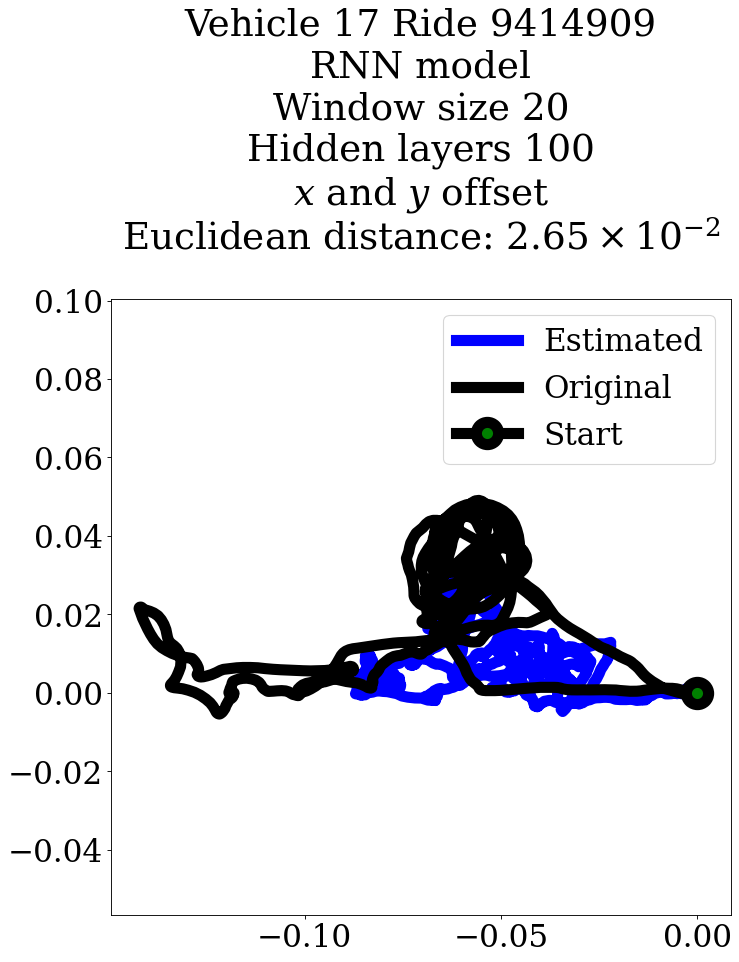 Vehicle 17 Ride 9414909
RNN model
Window size 20
Hidden layers 100
x and y offset
Euclidean distance: 2.65 × 10⁻²
0.10
Estimated
0.08
Original
Start
0.06
0.04
0.02
0.00
−0.02
−0.04
−0.10 −0.05 0.00